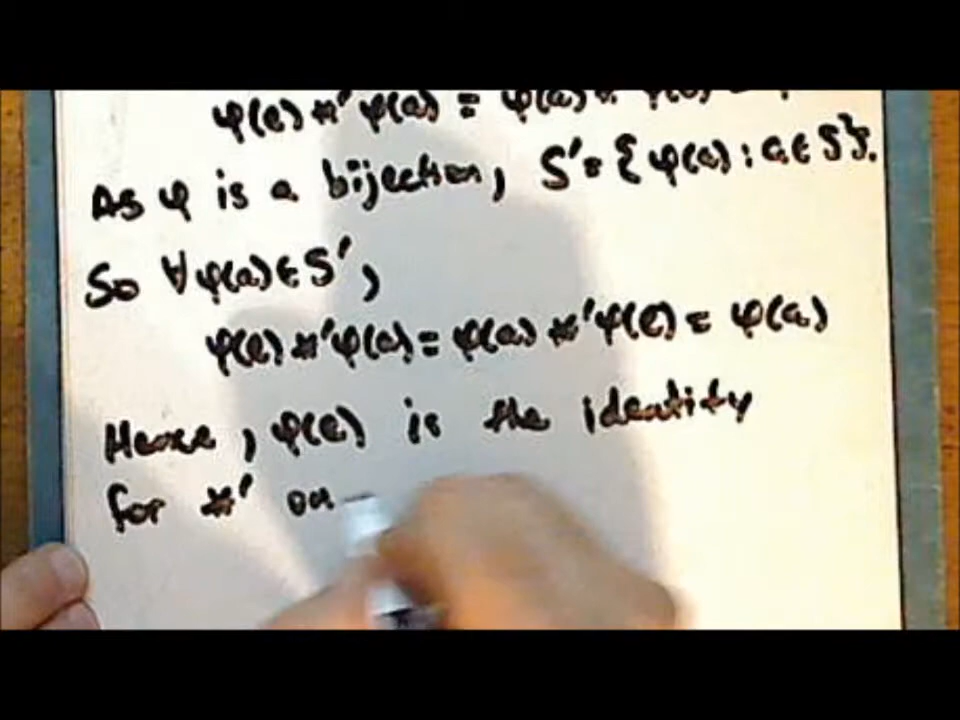 φ(e) *' φ(a) = φ(a) *
As φ is a bijection, S' = { φ(a) : a ∈ S }.
So ∀ φ(a) ∈ S',
φ(e) *' φ(a) = φ(a) *' φ(e) = φ(a)
Hence, φ(e) is the identity
for *' on